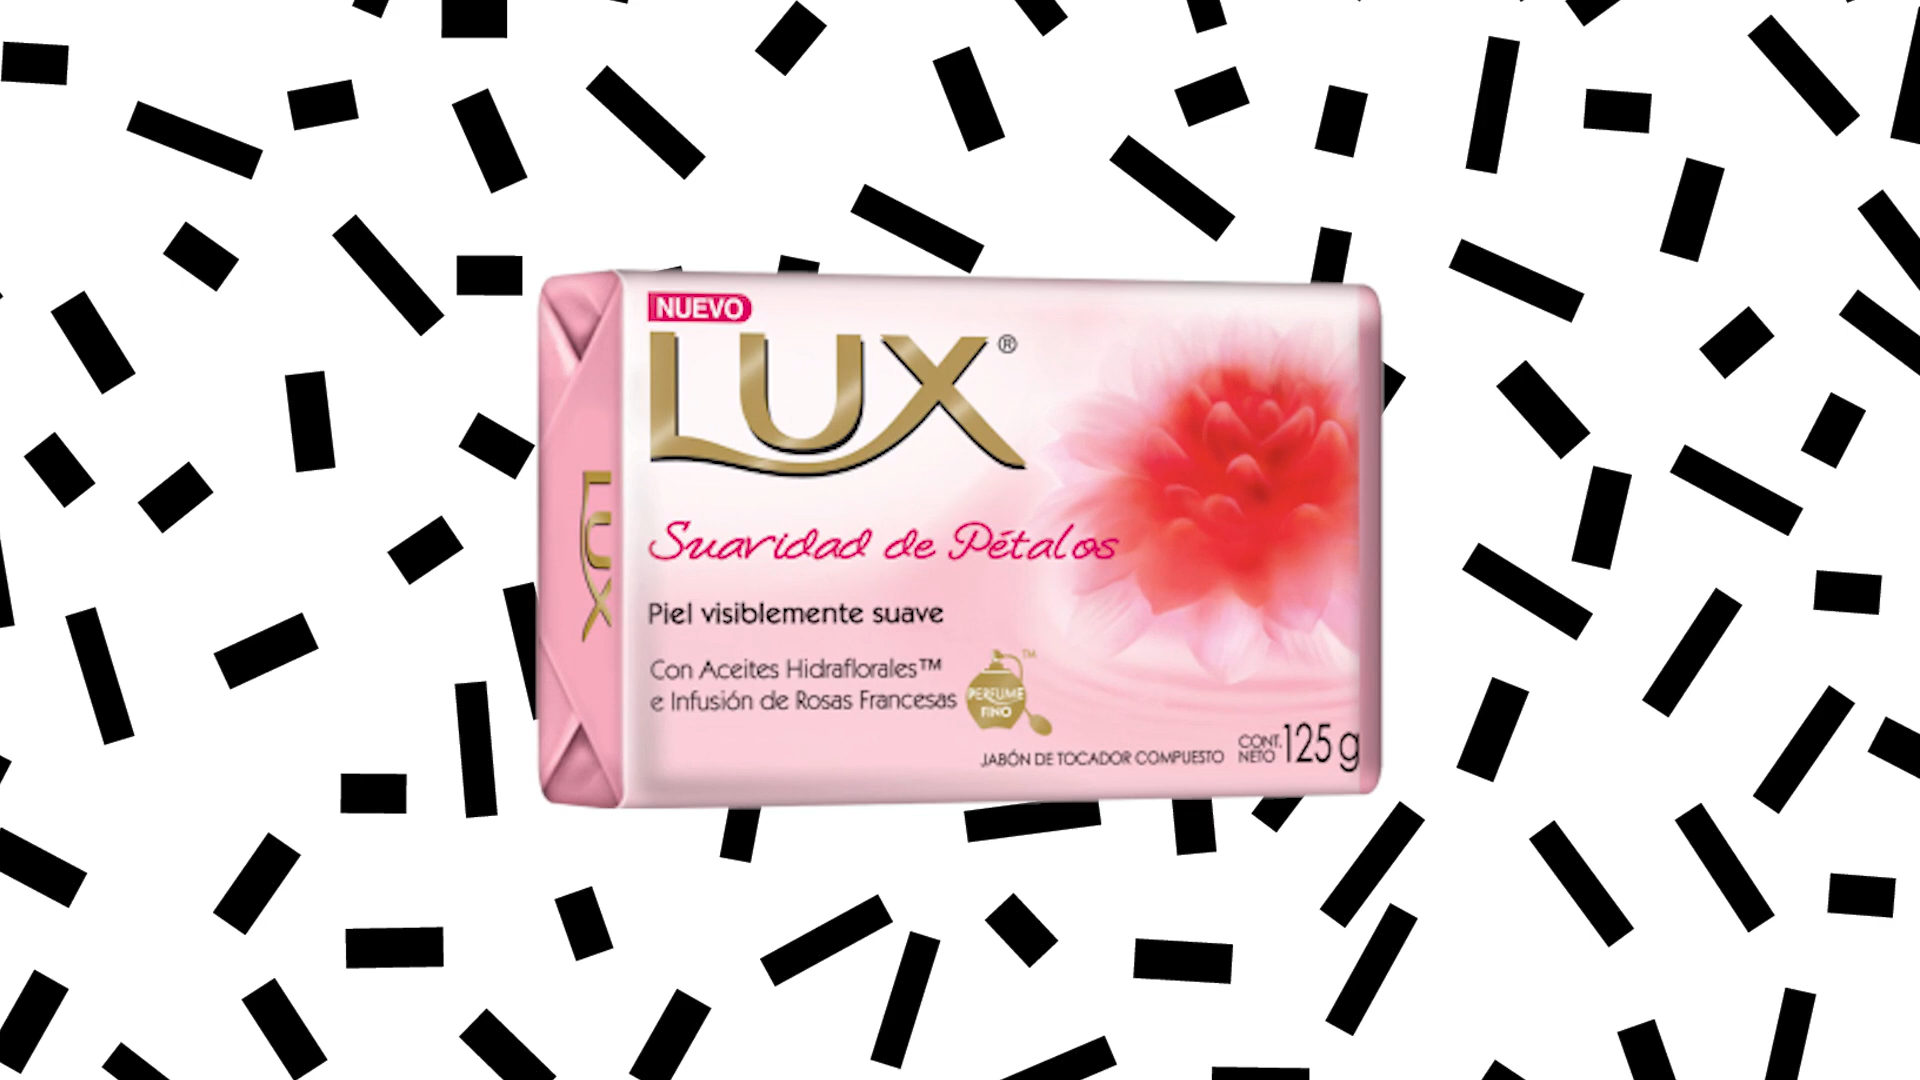 NUEVO
LUX®
LUX
Suavidad de Pétalos
Piel visiblemente suave
Con Aceites Hidraflorales™
e Infusión de Rosas Francesas
PERFUME
FINO
™
JABÓN DE TOCADOR COMPUESTO
CONT.
NETO 125 g